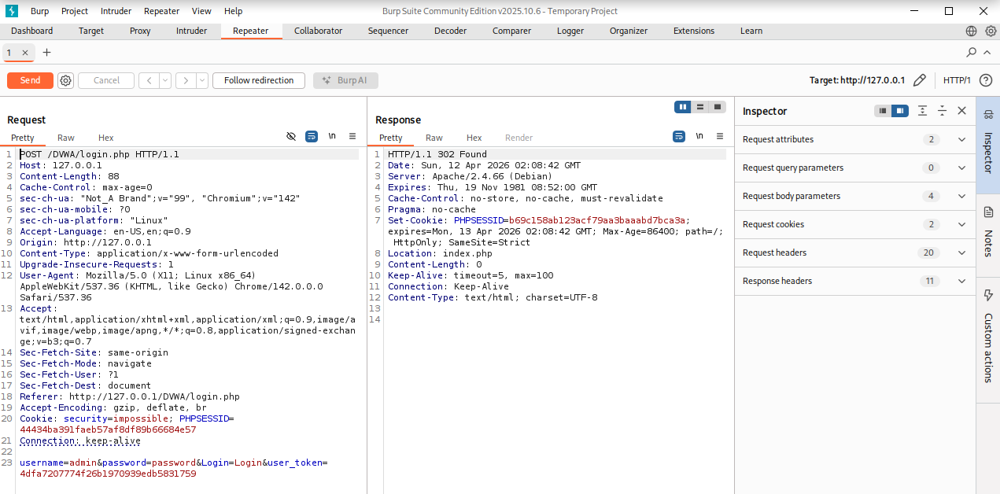 Burp Project Intruder Repeater View Help Burp Suite Community Edition v2025.10.6 - Temporary Project
Dashboard Target Proxy Intruder Repeater Collaborator Sequencer Decoder Comparer Logger Organizer Extensions Learn
1 × +
Send Cancel < > Follow redirection Burp AI Target: http://127.0.0.1 HTTP/1 ?
Request
Pretty Raw Hex \n
1 POST /DVWA/login.php HTTP/1.1
2 Host: 127.0.0.1
3 Content-Length: 88
4 Cache-Control: max-age=0
5 sec-ch-ua: "Not_A Brand";v="99", "Chromium";v="142"
6 sec-ch-ua-mobile: ?0
7 sec-ch-ua-platform: "Linux"
8 Accept-Language: en-US,en;q=0.9
9 Origin: http://127.0.0.1
10 Content-Type: application/x-www-form-urlencoded
11 Upgrade-Insecure-Requests: 1
12 User-Agent: Mozilla/5.0 (X11; Linux x86_64)
AppleWebKit/537.36 (KHTML, like Gecko) Chrome/142.0.0.0
Safari/537.36
13 Accept:
text/html,application/xhtml+xml,application/xml;q=0.9,image/a
vif,image/webp,image/apng,*/*;q=0.8,application/signed-exchan
ge;v=b3;q=0.7
14 Sec-Fetch-Site: same-origin
15 Sec-Fetch-Mode: navigate
16 Sec-Fetch-User: ?1
17 Sec-Fetch-Dest: document
18 Referer: http://127.0.0.1/DVWA/login.php
19 Accept-Encoding: gzip, deflate, br
20 Cookie: security=impossible; PHPSESSID=
44434ba391faeb57af8df89b66684e57
21 Connection: keep-alive
22
23 username=admin&password=password&Login=Login&user_token=
4dfa7207774f26b1970939edb5831759
Response
Pretty Raw Hex Render \n
1 HTTP/1.1 302 Found
2 Date: Sun, 12 Apr 2026 02:08:42 GMT
3 Server: Apache/2.4.66 (Debian)
4 Expires: Thu, 19 Nov 1981 08:52:00 GMT
5 Cache-Control: no-store, no-cache, must-revalidate
6 Pragma: no-cache
7 Set-Cookie: PHPSESSID=b69c158ab123acf79aa3baaabd7bca3a;
expires=Mon, 13 Apr 2026 02:08:42 GMT; Max-Age=86400; path=/;
HttpOnly; SameSite=Strict
8 Location: index.php
9 Content-Length: 0
10 Keep-Alive: timeout=5, max=100
11 Connection: Keep-Alive
12 Content-Type: text/html; charset=UTF-8
13
14
Inspector
Request attributes 2
Request query parameters 0
Request body parameters 4
Request cookies 2
Request headers 20
Response headers 11
Inspector
Notes
Custom actions